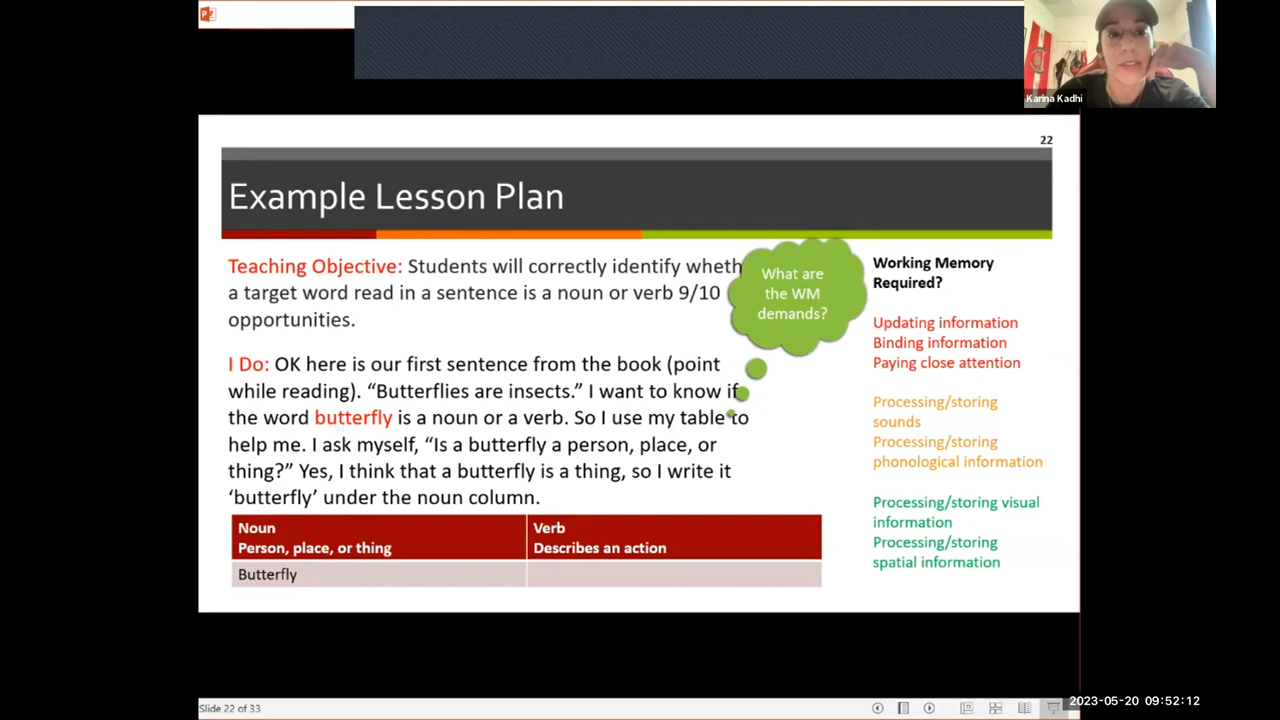 Karina Kadhi
22
Example Lesson Plan
Teaching Objective: Students will correctly identify wheth
a target word read in a sentence is a noun or verb 9/10
opportunities.
I Do: OK here is our first sentence from the book (point
while reading). “Butterflies are insects.” I want to know if
the word butterfly is a noun or a verb. So I use my table to
help me. I ask myself, “Is a butterfly a person, place, or
thing?” Yes, I think that a butterfly is a thing, so I write it
‘butterfly’ under the noun column.
What are
the WM
demands?
Working Memory
Required?
Updating information
Binding information
Paying close attention
Processing/storing
sounds
Processing/storing
phonological information
Processing/storing visual
information
Processing/storing
spatial information
Noun
Person, place, or thing
Verb
Describes an action
Butterfly
Slide 22 of 33
2023-05-20 09:52:12